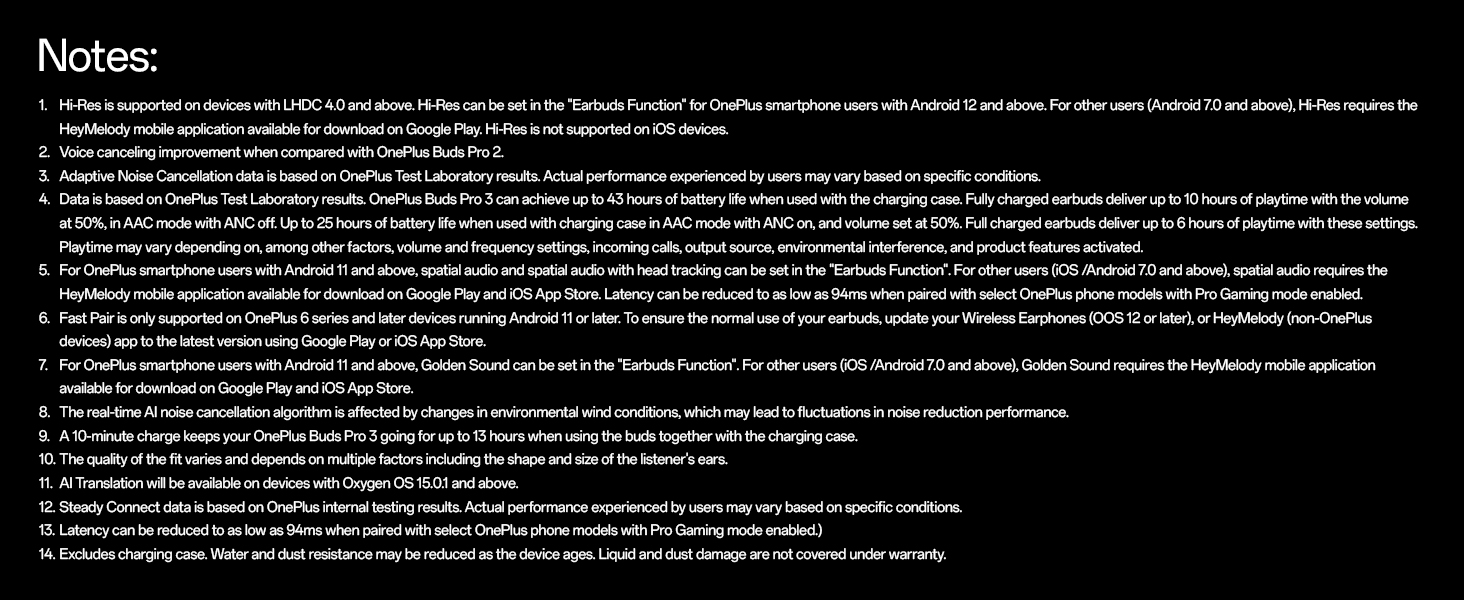 Notes:
1. Hi-Res is supported on devices with LHDC 4.0 and above. Hi-Res can be set in the "Earbuds Function" for OnePlus smartphone users with Android 12 and above. For other users (Android 7.0 and above), Hi-Res requires the
HeyMelody mobile application available for download on Google Play. Hi-Res is not supported on iOS devices.
2. Voice canceling improvement when compared with OnePlus Buds Pro 2.
3. Adaptive Noise Cancellation data is based on OnePlus Test Laboratory results. Actual performance experienced by users may vary based on specific conditions.
4. Data is based on OnePlus Test Laboratory results. OnePlus Buds Pro 3 can achieve up to 43 hours of battery life when used with the charging case. Fully charged earbuds deliver up to 10 hours of playtime with the volume
at 50%, in AAC mode with ANC off. Up to 25 hours of battery life when used with charging case in AAC mode with ANC on, and volume set at 50%. Full charged earbuds deliver up to 6 hours of playtime with these settings.
Playtime may vary depending on, among other factors, volume and frequency settings, incoming calls, output source, environmental interference, and product features activated.
5. For OnePlus smartphone users with Android 11 and above, spatial audio and spatial audio with head tracking can be set in the "Earbuds Function". For other users (iOS /Android 7.0 and above), spatial audio requires the
HeyMelody mobile application available for download on Google Play and iOS App Store. Latency can be reduced to as low as 94ms when paired with select OnePlus phone models with Pro Gaming mode enabled.
6. Fast Pair is only supported on OnePlus 6 series and later devices running Android 11 or later. To ensure the normal use of your earbuds, update your Wireless Earphones (OOS 12 or later), or HeyMelody (non-OnePlus
devices) app to the latest version using Google Play or iOS App Store.
7. For OnePlus smartphone users with Android 11 and above, Golden Sound can be set in the "Earbuds Function". For other users (iOS /Android 7.0 and above), Golden Sound requires the HeyMelody mobile application
available for download on Google Play and iOS App Store.
8. The real-time AI noise cancellation algorithm is affected by changes in environmental wind conditions, which may lead to fluctuations in noise reduction performance.
9. A 10-minute charge keeps your OnePlus Buds Pro 3 going for up to 13 hours when using the buds together with the charging case.
10. The quality of the fit varies and depends on multiple factors including the shape and size of the listener's ears.
11. AI Translation will be available on devices with Oxygen OS 15.0.1 and above.
12. Steady Connect data is based on OnePlus internal testing results. Actual performance experienced by users may vary based on specific conditions.
13. Latency can be reduced to as low as 94ms when paired with select OnePlus phone models with Pro Gaming mode enabled.)
14. Excludes charging case. Water and dust resistance may be reduced as the device ages. Liquid and dust damage are not covered under warranty.